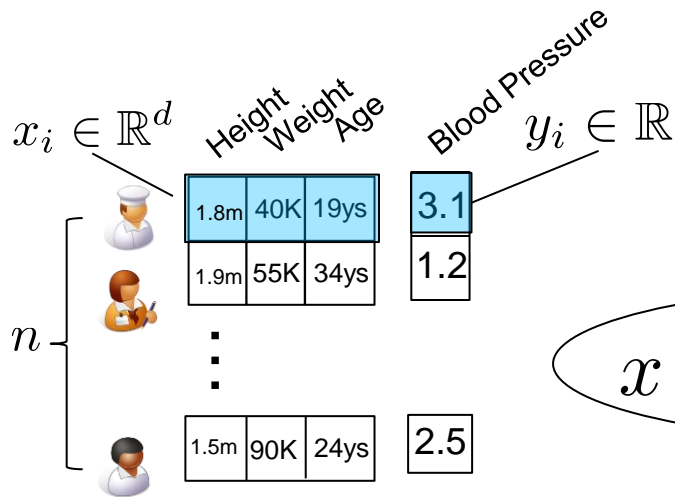 Height
Weight
Age
Blood Pressure
x_i ∈ ℝ^d
y_i ∈ ℝ
1.8m 40K 19ys 3.1
1.9m 55K 34ys 1.2
n
⋮
x
1.5m 90K 24ys 2.5